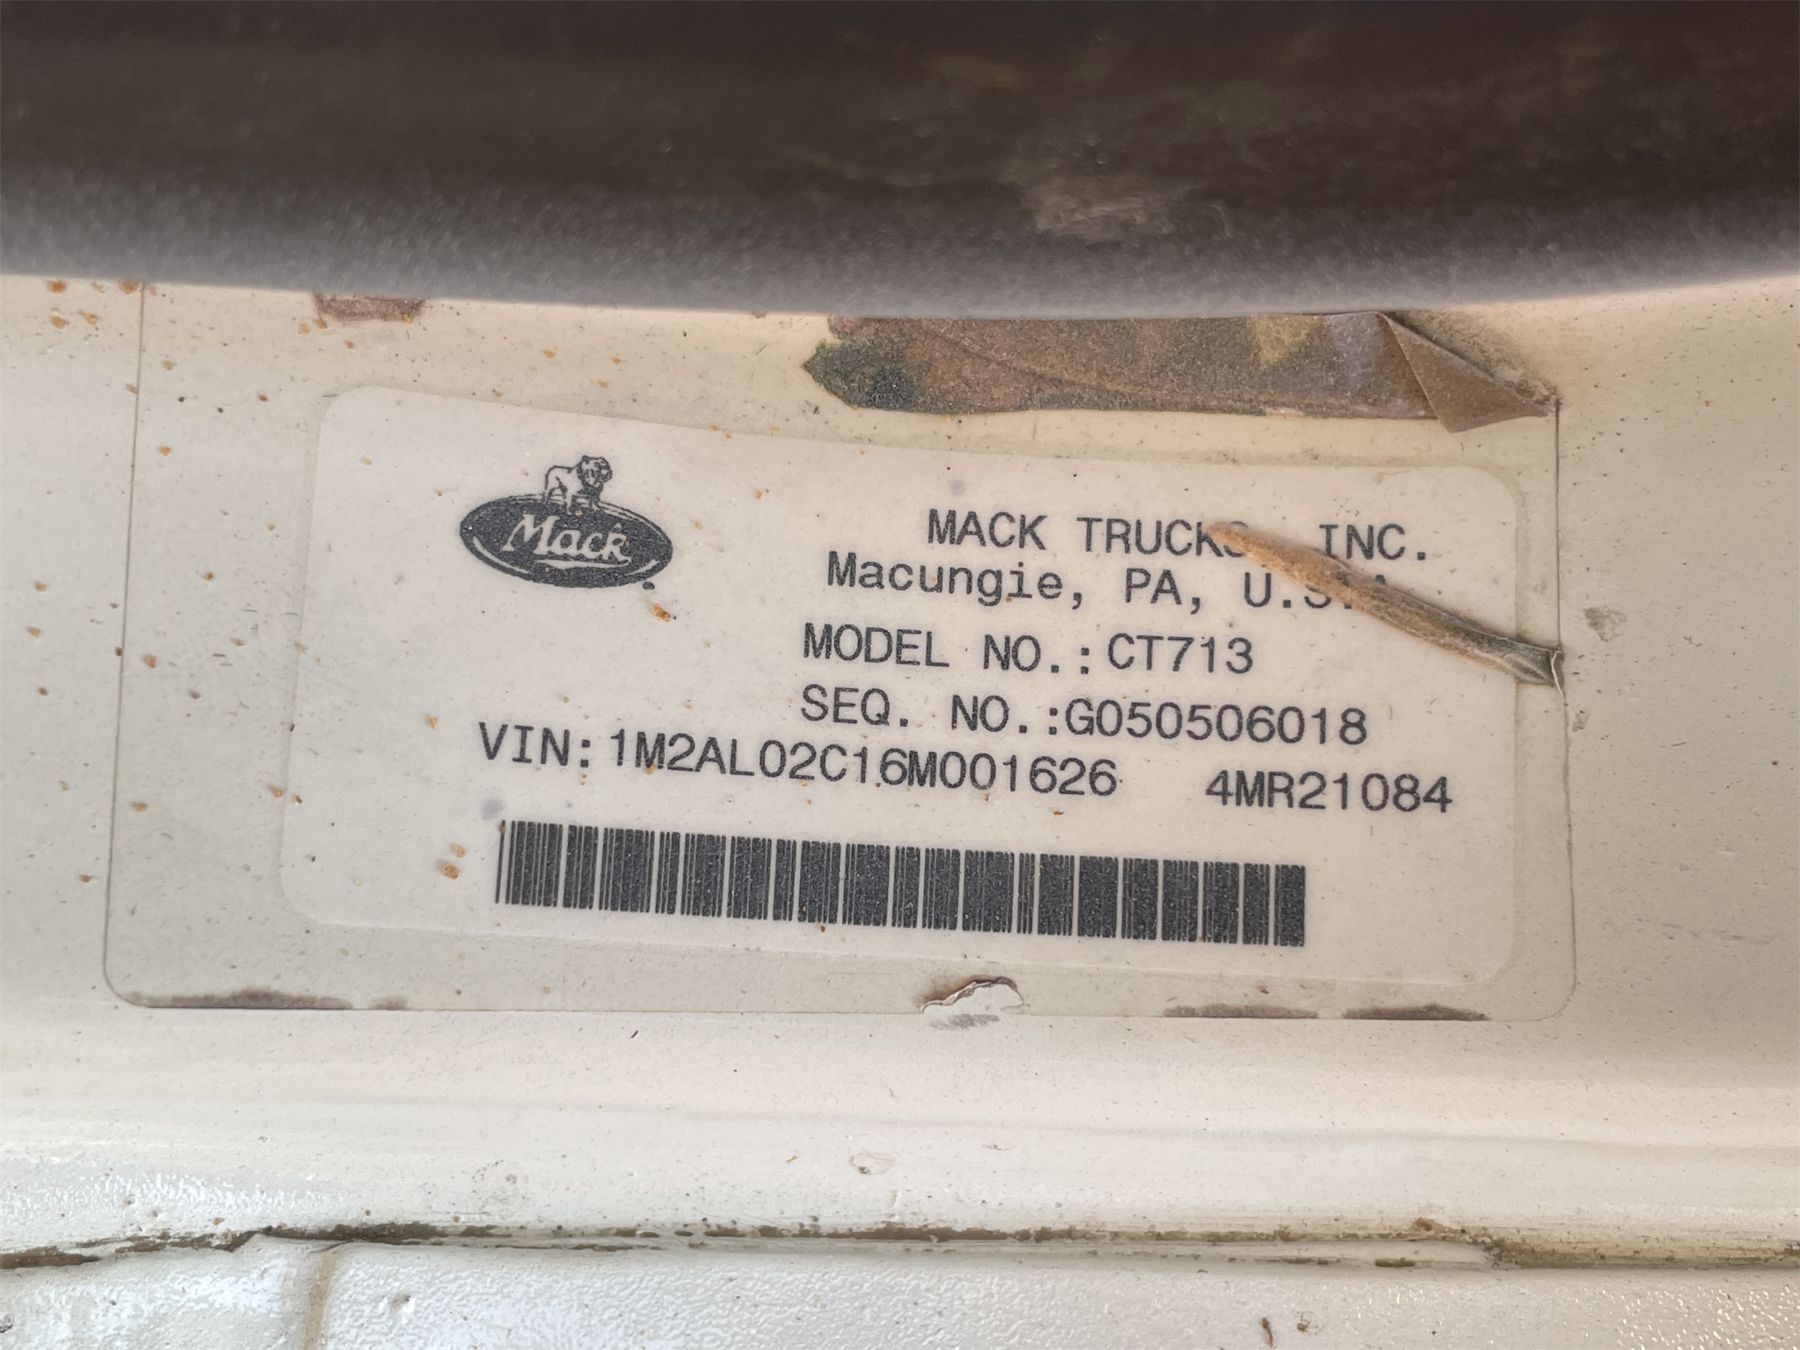 Mack
MACK TRUCKS, INC.
Macungie, PA, U.S.A.
MODEL NO.:CT713
SEQ. NO.:G050506018
VIN:1M2AL02C16M001626 4MR21084